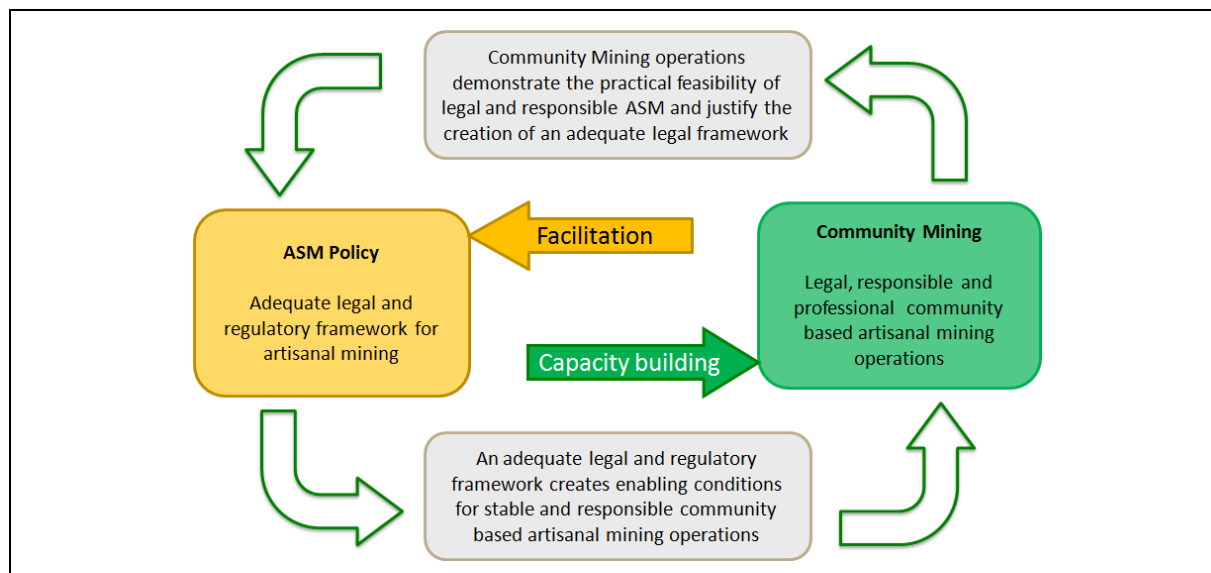 Community Mining operations
demonstrate the practical feasibility of
legal and responsible ASM and justify the
creation of an adequate legal framework
ASM Policy
Adequate legal and
regulatory framework for
artisanal mining
Facilitation
Capacity building
Community Mining
Legal, responsible and
professional community
based artisanal mining
operations
An adequate legal and regulatory
framework creates enabling conditions
for stable and responsible community
based artisanal mining operations